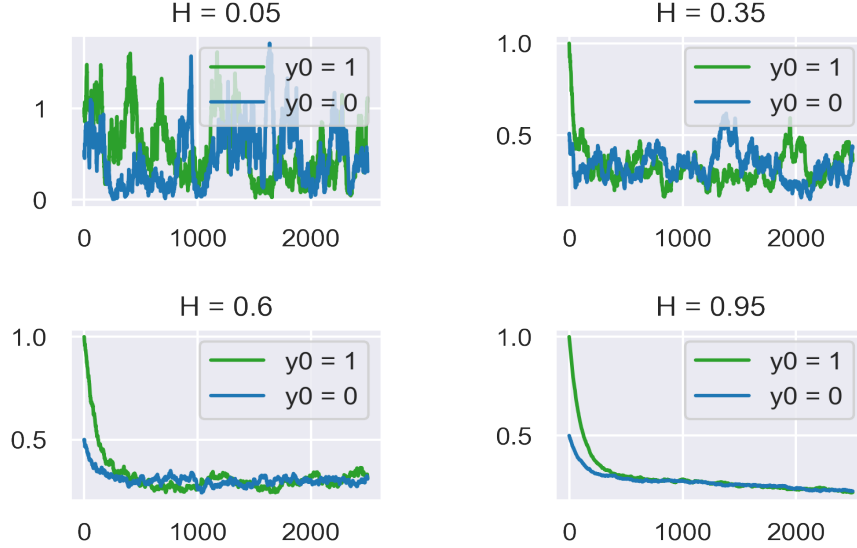 H = 0.05
y0 = 1
y0 = 0
1
0
0 1000 2000
H = 0.35
1.0
0.5
y0 = 1
y0 = 0
0 1000 2000
H = 0.6
1.0
0.5
y0 = 1
y0 = 0
0 1000 2000
H = 0.95
1.0
0.5
y0 = 1
y0 = 0
0 1000 2000